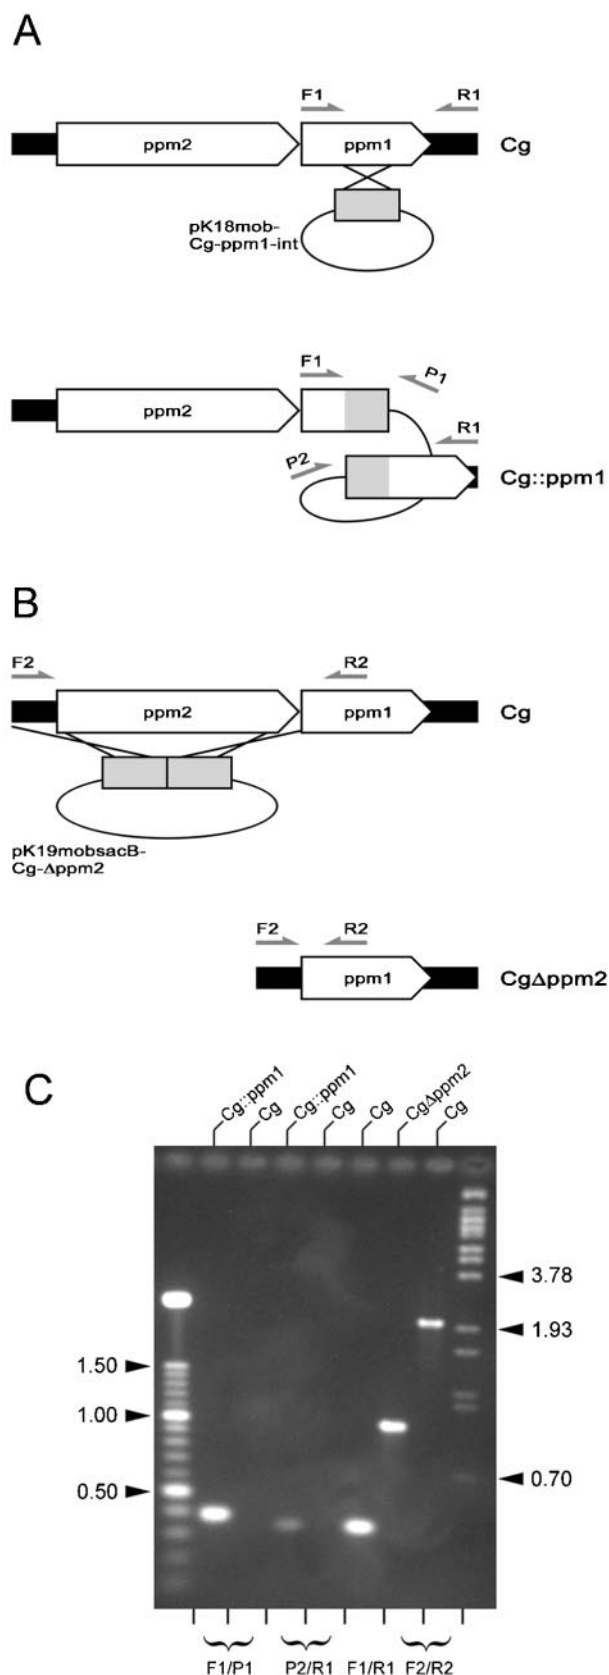 A
F1 R1
ppm2 ppm1 Cg
pK18mob-
Cg-ppm1-int
F1 P1
ppm2 R1
P2 Cg::ppm1
B
F2 R2
ppm2 ppm1 Cg
pK19mobsacB-
Cg-Δppm2
F2 R2
ppm1 CgΔppm2
C
Cg::ppm1 Cg Cg::ppm1 Cg Cg CgΔppm2 Cg
3.78
1.93
1.50
1.00
0.50
0.70
F1/P1 P2/R1 F1/R1 F2/R2